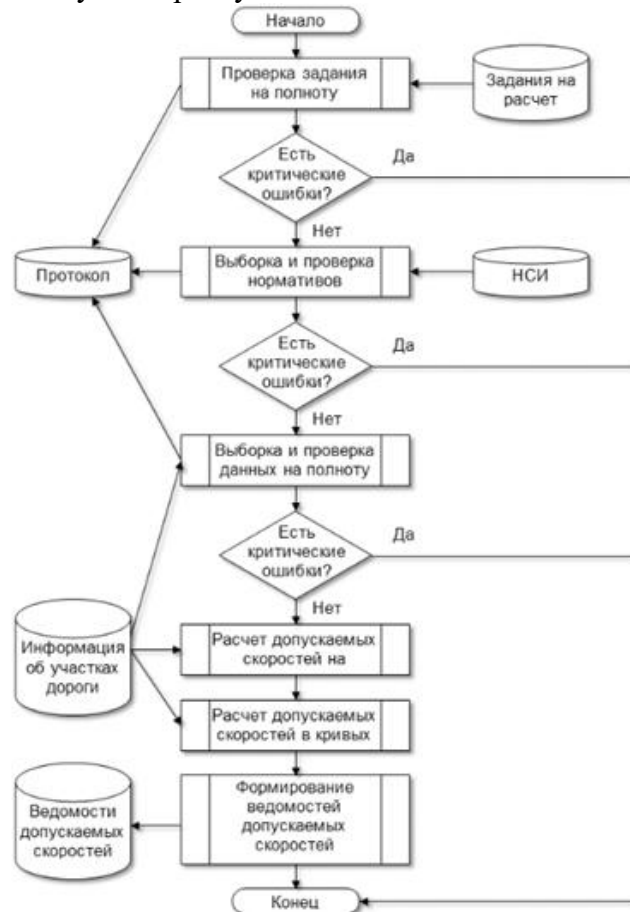 Начало
Проверка задания
на полноту
Задания на
расчет
Есть
критические
ошибки?
Да
Нет
Протокол
Выборка и проверка
нормативов
НСИ
Есть
критические
ошибки?
Да
Нет
Выборка и проверка
данных на полноту
Есть
критические
ошибки?
Да
Нет
Информация
об участках
дороги
Расчет допускаемых
скоростей на
Расчет допускаемых
скоростей в кривых
Ведомости
допускаемых
скоростей
Формирование
ведомостей
допускаемых
скоростей
Конец